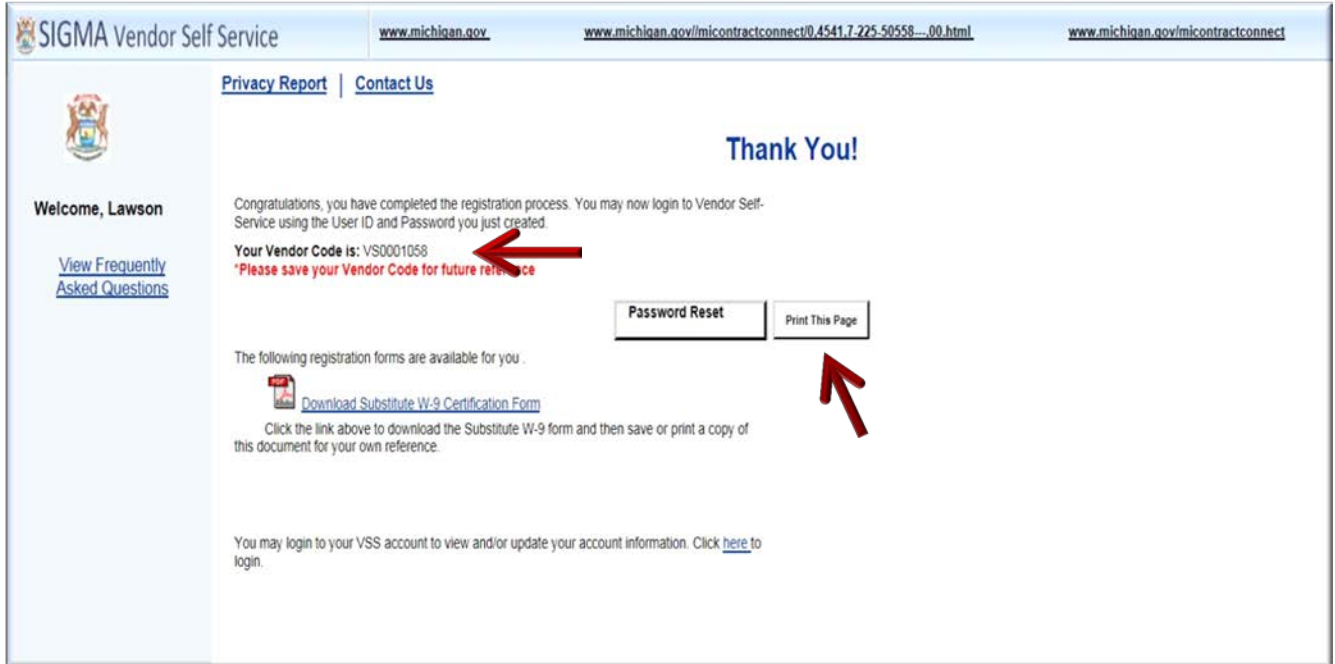 SIGMA Vendor Self Service
www.michigan.gov
www.michigan.gov//micontractconnect/0,4541,7-225-50558---,00.html
www.michigan.gov/micontractconnect
Privacy Report | Contact Us
Thank You!
Welcome, Lawson
View Frequently
Asked Questions
Congratulations, you have completed the registration process. You may now login to Vendor Self-
Service using the User ID and Password you just created.
Your Vendor Code is: VS0001058
*Please save your Vendor Code for future reference
Password Reset
Print This Page
The following registration forms are available for you .
PDF
Download Substitute W-9 Certification Form
Click the link above to download the Substitute W-9 form and then save or print a copy of
this document for your own reference.
You may login to your VSS account to view and/or update your account information. Click here to
login.